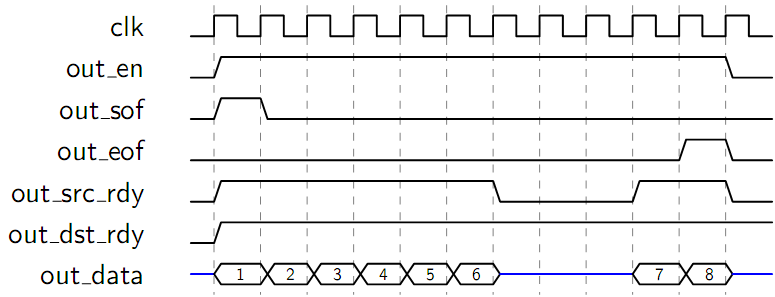 clk
out_en
out_sof
out_eof
out_src_rdy
out_dst_rdy
out_data 1 2 3 4 5 6 7 8